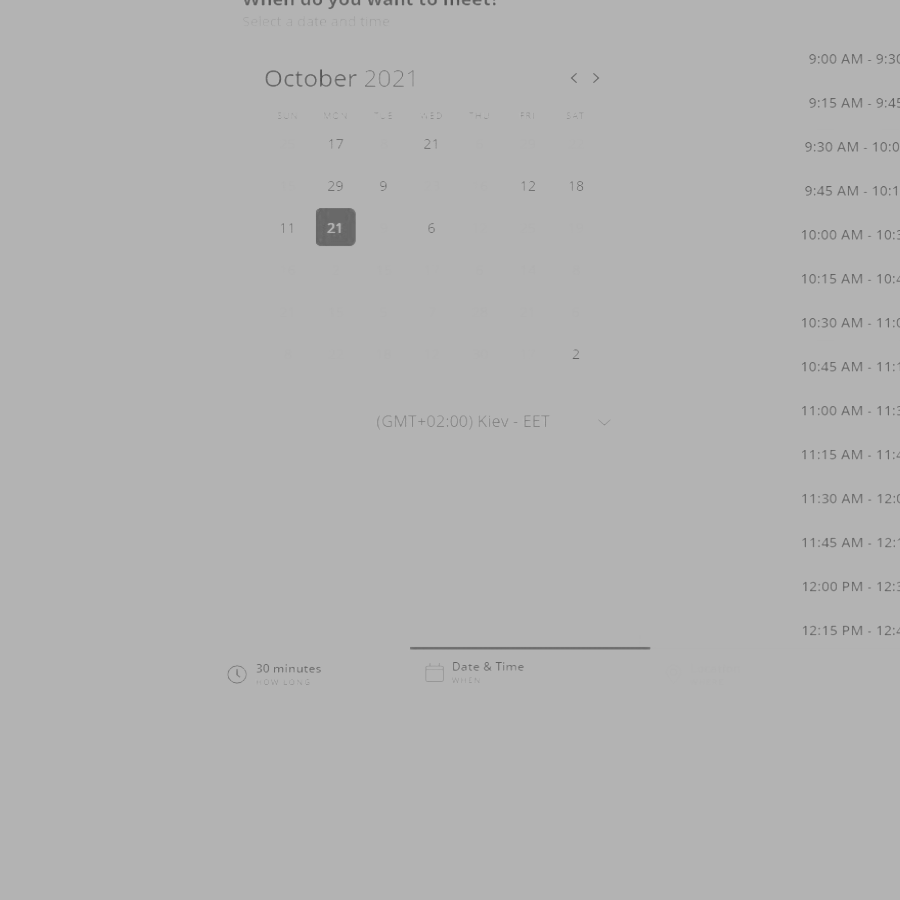 When do you want to meet?
Select a date and time
October 2021
SUN MON TUE WED THU FRI SAT
17 21
29 9 12 18
11 21 6
2
(GMT+02:00) Kiev - EET
30 minutes
HOW LONG
Date & Time
WHEN
9:00 AM - 9:30
9:15 AM - 9:45
9:30 AM - 10:0
9:45 AM - 10:1
10:00 AM - 10:3
10:15 AM - 10:4
10:30 AM - 11:0
10:45 AM - 11:1
11:00 AM - 11:3
11:15 AM - 11:4
11:30 AM - 12:0
11:45 AM - 12:1
12:00 PM - 12:3
12:15 PM - 12:4